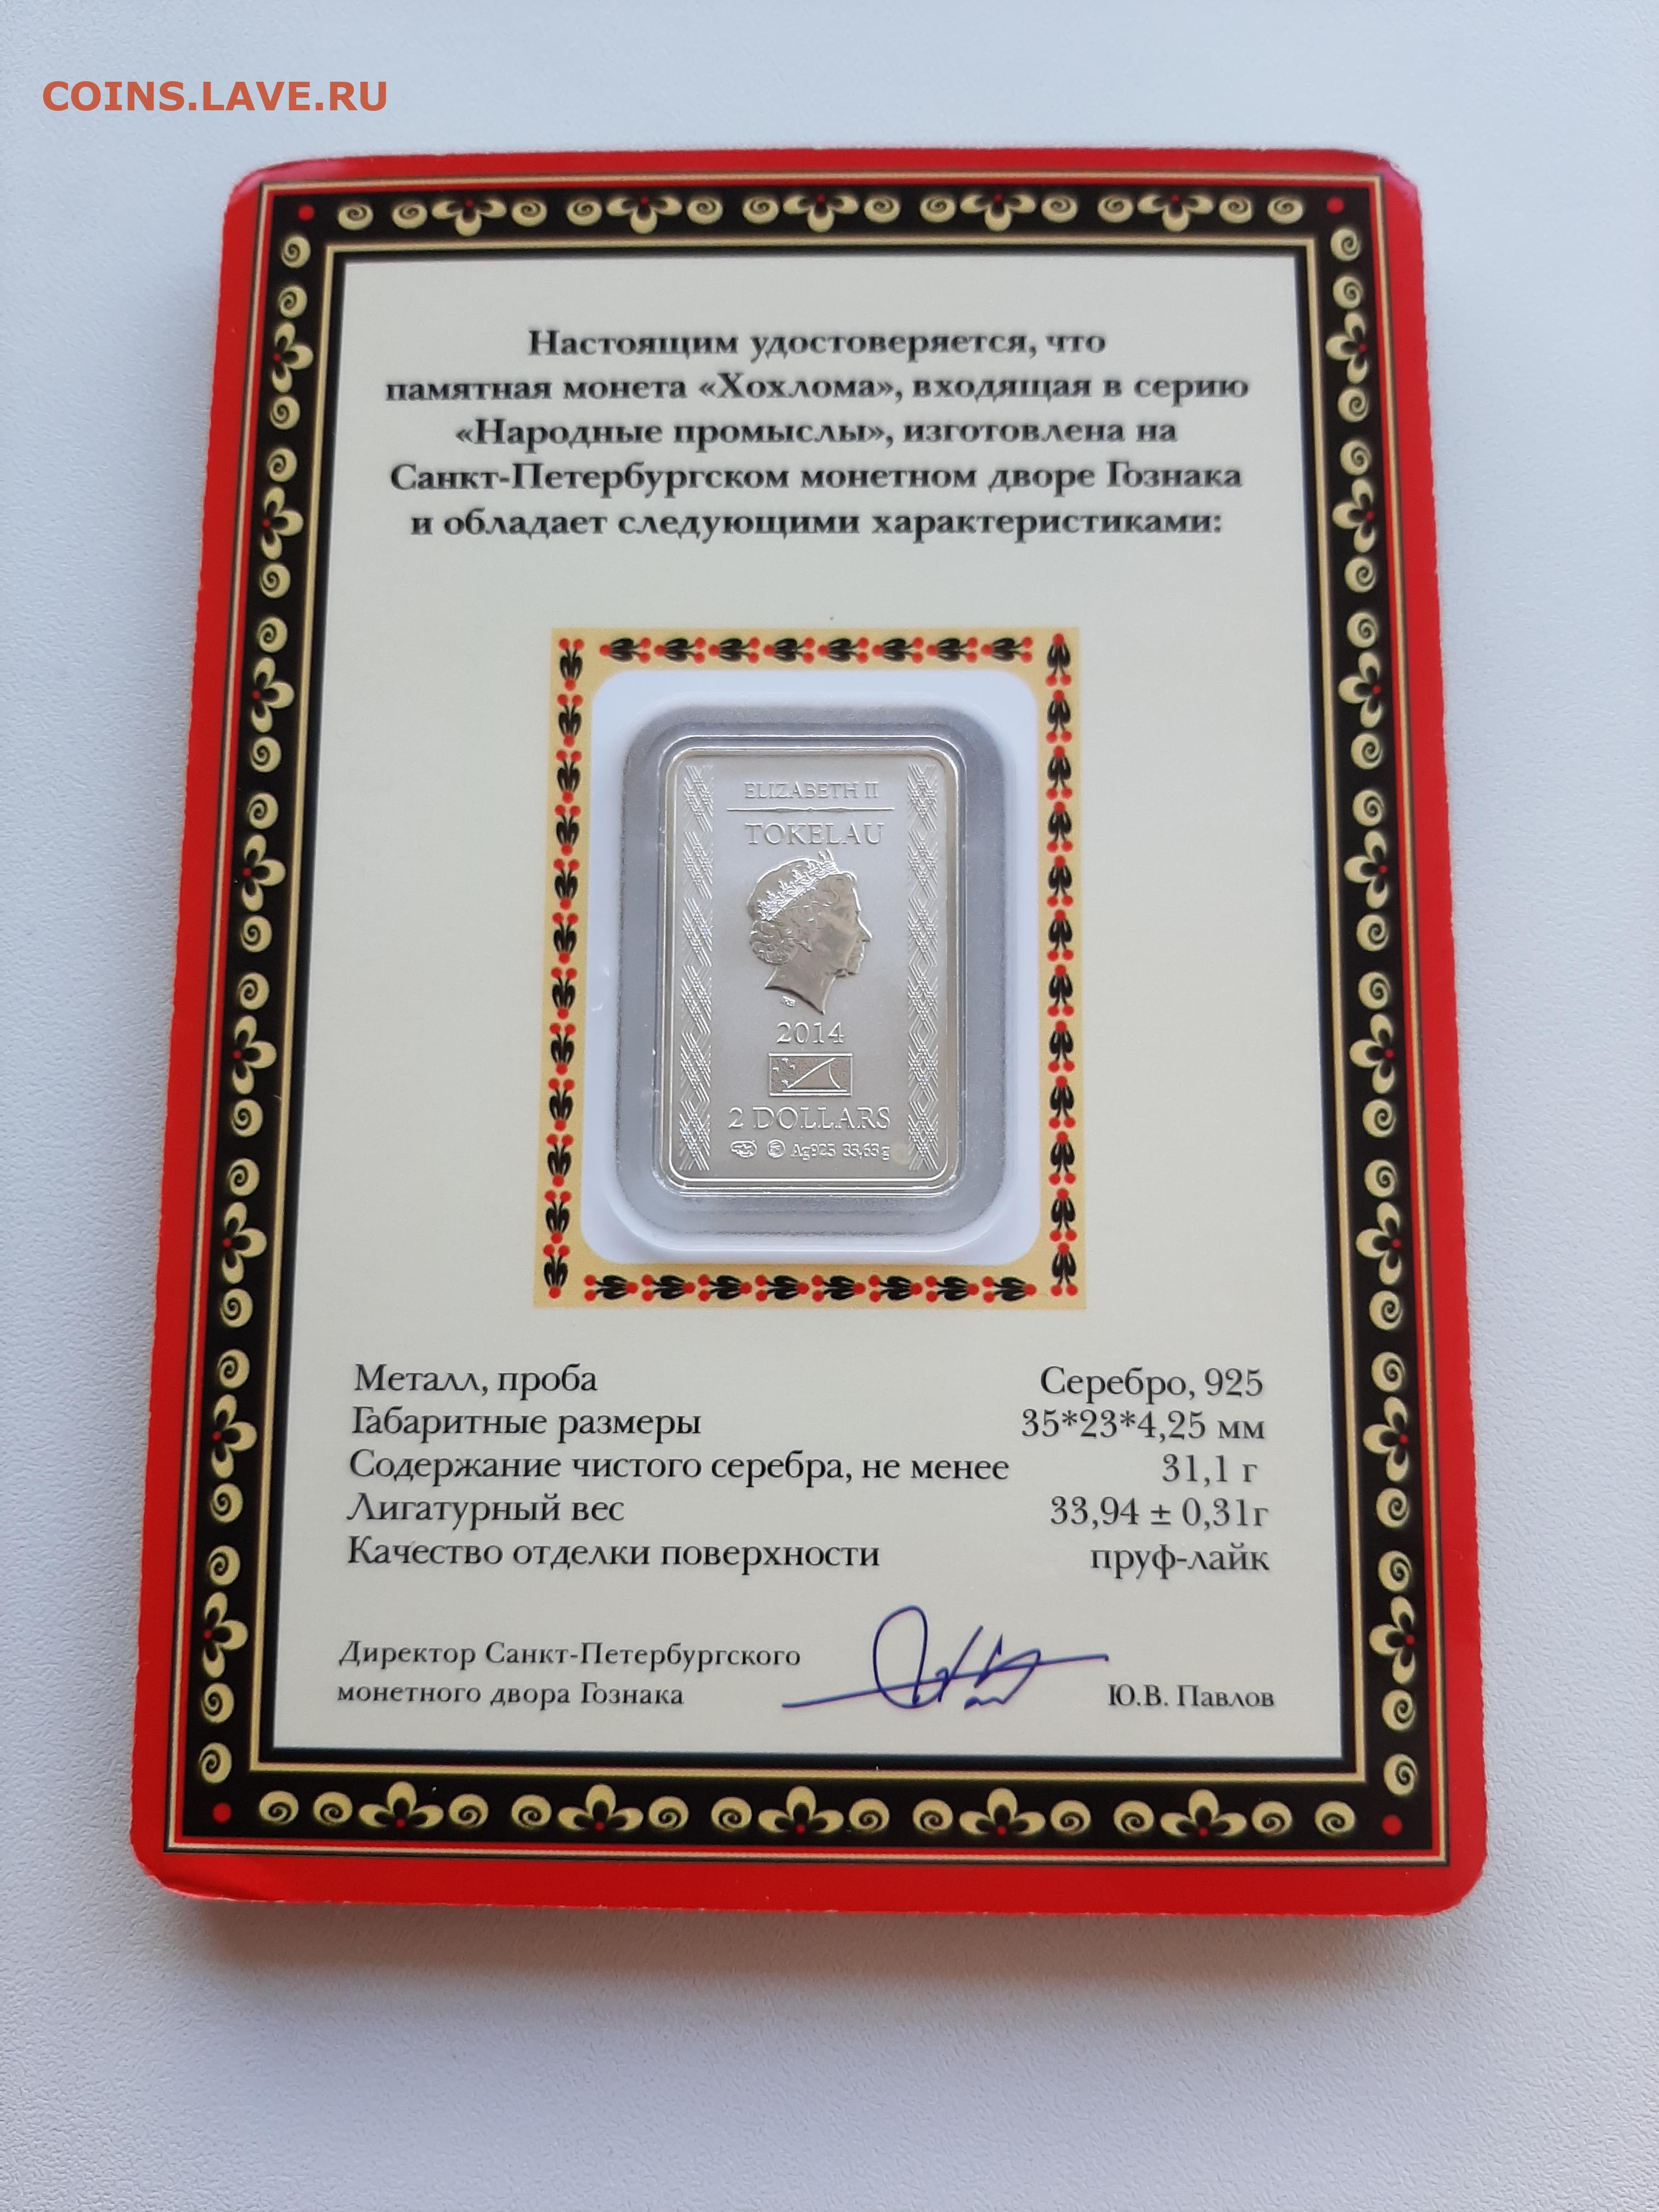 COINS.LAVE.RU
Настоящим удостоверяется, что
памятная монета «Хохлома», входящая в серию
«Народные промыслы», изготовлена на
Санкт-Петербургском монетном дворе Гознака
и обладает следующими характеристиками:
ELIZABETH II
TOKELAU
2014
2 DOLLARS
Ag925 33,63g
Металл, проба Серебро, 925
Габаритные размеры 35*23*4,25 мм
Содержание чистого серебра, не менее 31,1 г
Лигатурный вес 33,94 ± 0,31г
Качество отделки поверхности пруф-лайк
Директор Санкт-Петербургского
монетного двора Гознака Ю.В. Павлов